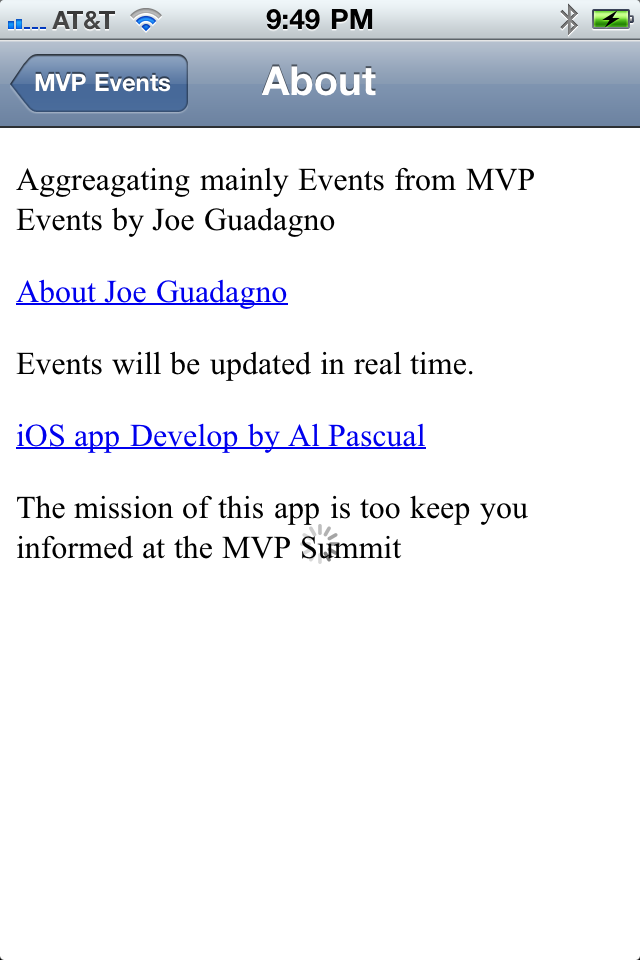 AT&T 9:49 PM
MVP Events About
Aggreagating mainly Events from MVP
Events by Joe Guadagno
About Joe Guadagno
Events will be updated in real time.
iOS app Develop by Al Pascual
The mission of this app is too keep you
informed at the MVP Summit